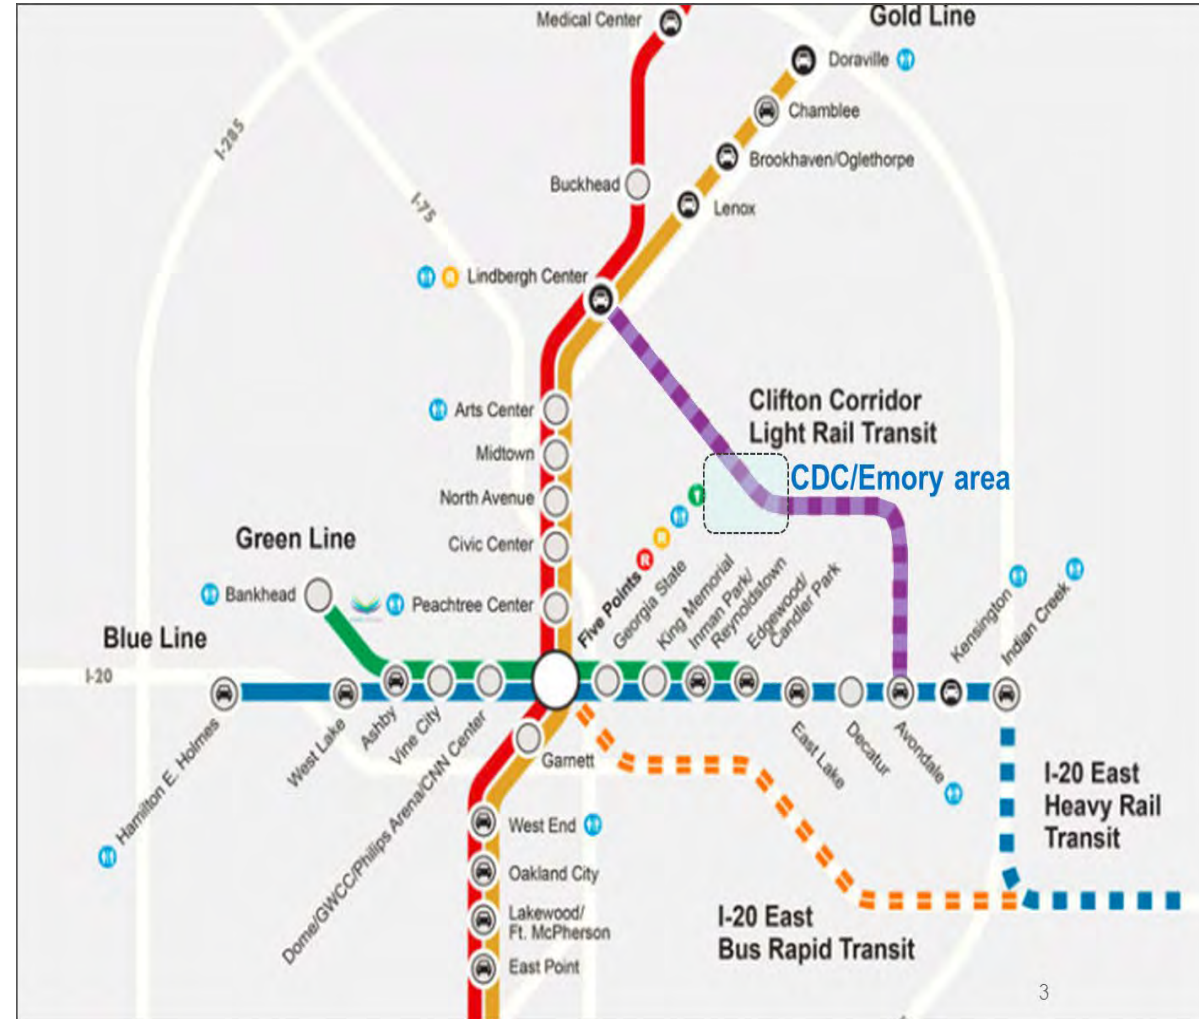 Medical Center
Gold Line
Doraville
Chamblee
I-285
Brookhaven/Oglethorpe
Buckhead
I-75
Lenox
R Lindbergh Center
Clifton Corridor
Light Rail Transit
Arts Center
Midtown
CDC/Emory area
North Avenue
Green Line
Civic Center
R
R
Five Points
Georgia State
King Memorial
Inman Park/
Reynoldstown
Edgewood/
Candler Park
Kensington
Indian Creek
Bankhead
Peachtree Center
Blue Line
I-20
Hamilton E. Holmes
West Lake
Ashby
Vine City
Dome/GWCC/Philips Arena/CNN Center
Garnett
East Lake
Decatur
Avondale
I-20 East
Heavy Rail
Transit
West End
Oakland City
Lakewood/
Ft. McPherson
East Point
I-20 East
Bus Rapid Transit
3